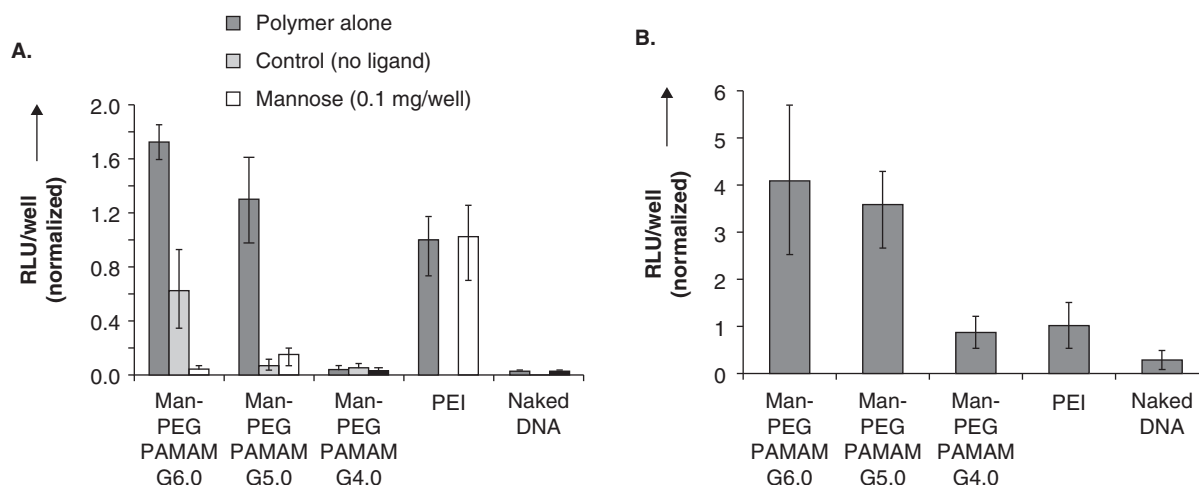 Polymer alone
Control (no ligand)
Mannose (0.1 mg/well)
A.
RLU/well
(normalized)
2.0
1.6
1.2
0.8
0.4
0.0
Man-
PEG
PAMAM
G6.0
Man-
PEG
PAMAM
G5.0
Man-
PEG
PAMAM
G4.0
PEI
Naked
DNA
B.
RLU/well
(normalized)
6
5
4
3
2
1
0
Man-
PEG
PAMAM
G6.0
Man-
PEG
PAMAM
G5.0
Man-
PEG
PAMAM
G4.0
PEI
Naked
DNA